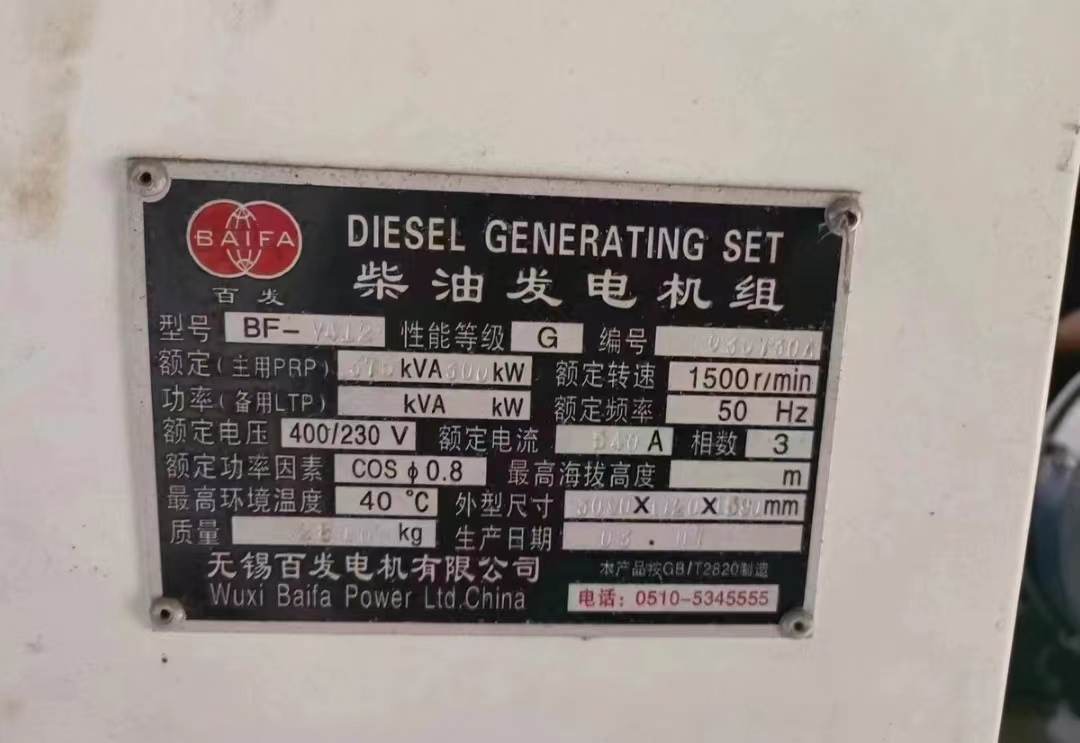 BAIFA
百发
DIESEL GENERATING SET
柴油发电机组
型号 BF- 性能等级 G 编号
额定(主用PRP) 375 kVA 300 kW 额定转速 1500 r/min
功率(备用LTP) kVA kW 额定频率 50 Hz
额定电压 400/230 V 额定电流 540 A 相数 3
额定功率因素 COS ϕ 0.8 最高海拔高度 m
最高环境温度 40 °C 外型尺寸 X X mm
质量 kg 生产日期
无锡百发电机有限公司 本产品按GB/T2820制造
Wuxi Baifa Power Ltd.China 电话：0510-5345555